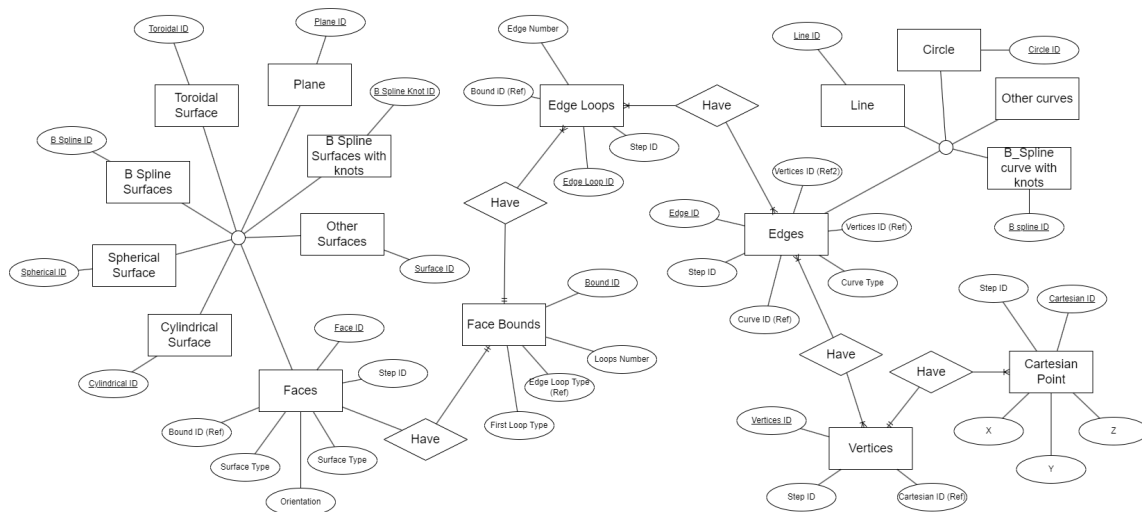 Toroidal ID
Plane ID
Toroidal
Surface
Plane
B Spline Knot ID
B Spline
Surfaces with
knots
B Spline ID
B Spline
Surfaces
Other
Surfaces
Surface ID
Spherical
Surface
Spherical ID
Cylindrical
Surface
Cylindrical ID
Face ID
Faces
Step ID
Bound ID (Ref)
Surface Type
Surface Type
Orientation
Have
Edge Number
Bound ID (Ref)
Edge Loops
Step ID
Edge Loop ID
Have
Have
Bound ID
Face Bounds
Loops Number
Edge Loop Type
(Ref)
First Loop Type
Line ID
Circle
Circle ID
Line
Other curves
B_Spline
curve with
knots
B spline ID
Vertices ID (Ref2)
Edge ID
Edges
Vertices ID (Ref)
Step ID
Curve Type
Curve ID (Ref)
Have
Have
Step ID
Cartesian ID
Cartesian
Point
X
Y
Z
Vertices ID
Vertices
Step ID
Cartesian ID (Ref)